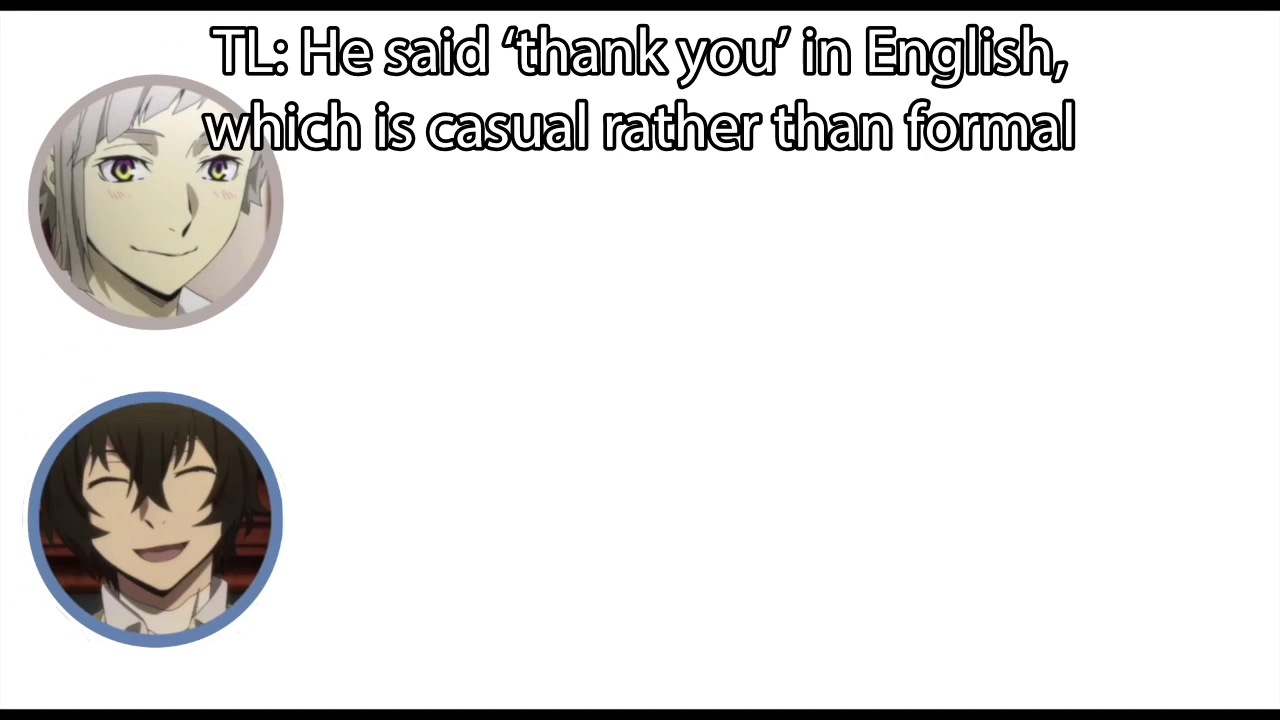 TL: He said ‘thank you’ in English,
which is casual rather than formal